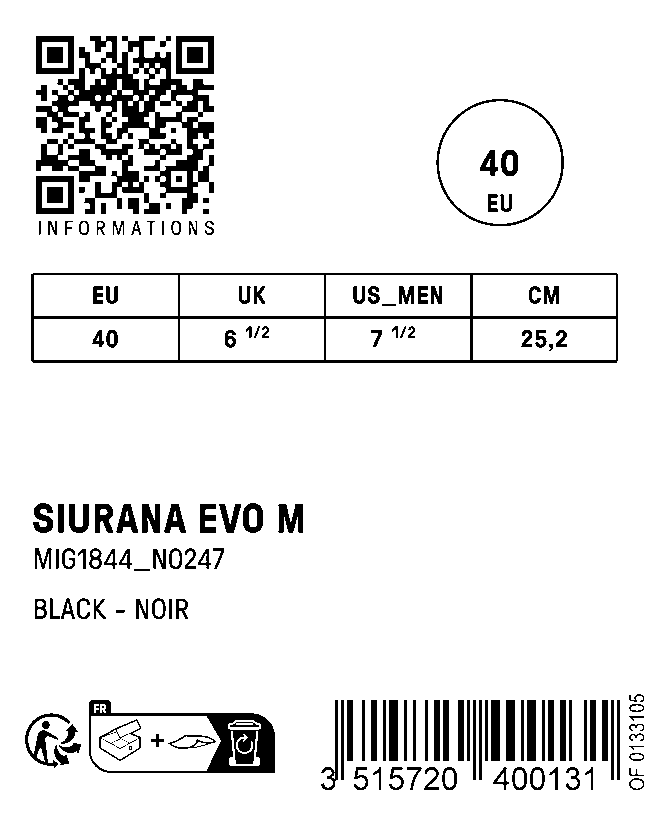 INFORMATIONS
40
EU
EU UK US_MEN CM
40 6 1/2 7 1/2 25,2
SIURANA EVO M
MIG1844_N0247
BLACK - NOIR
FR
3 515720 400131
OF 0133105